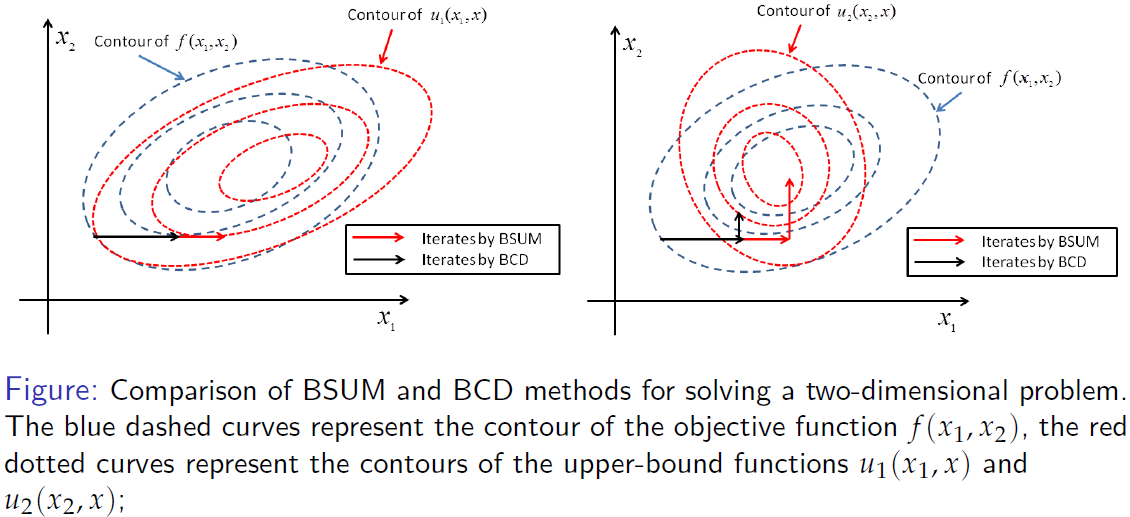 Contour of u₁(x₁,x)
x₂
Contour of f(x₁,x₂)
Iterates by BSUM
Iterates by BCD
x₁
Contour of u₂(x₂,x)
x₂
Contour of f(x₁,x₂)
Iterates by BSUM
Iterates by BCD
x₁
Figure: Comparison of BSUM and BCD methods for solving a two-dimensional problem.
The blue dashed curves represent the contour of the objective function f(x₁, x₂), the red
dotted curves represent the contours of the upper-bound functions u₁(x₁, x) and
u₂(x₂, x);